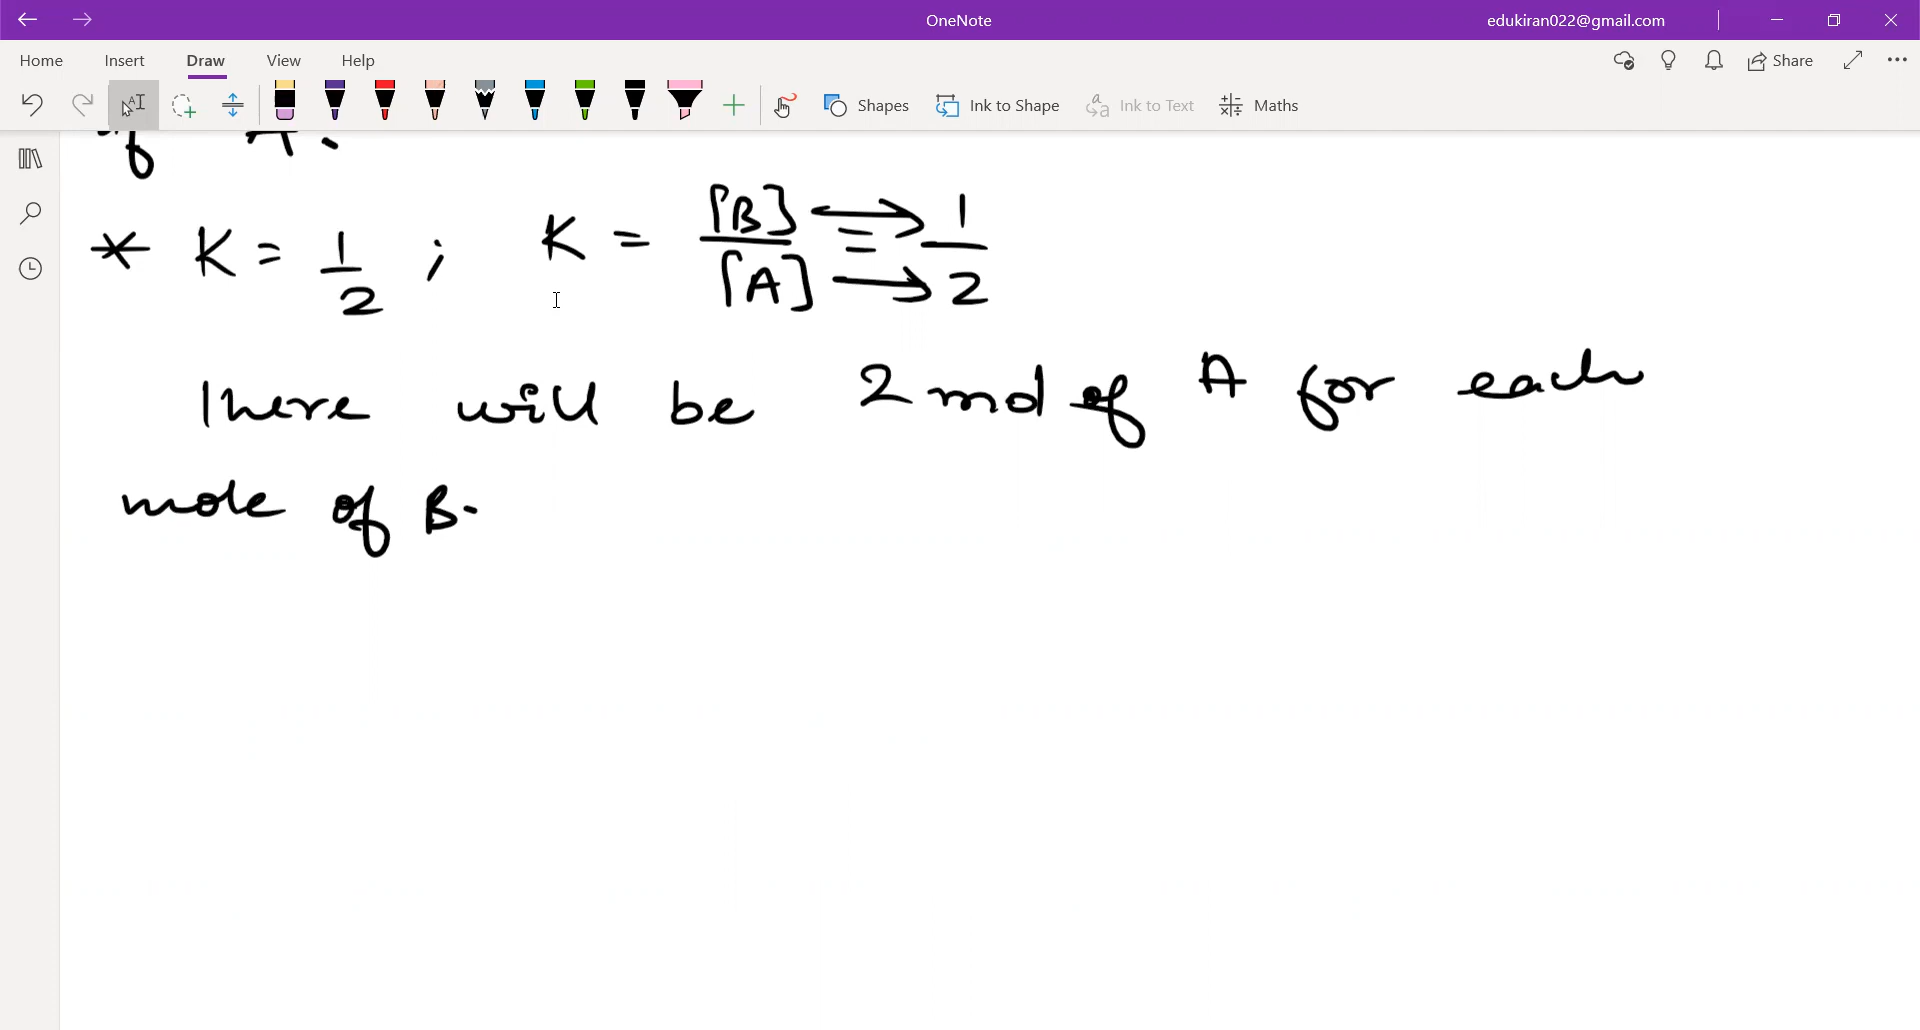 OneNote
edukiran022@gmail.com
Home Insert Draw View Help
Share
Shapes Ink to Shape Ink to Text Maths
of A.
* K = 1/2 ; K = [B]/[A] = 1/2
There will be 2 mol of A for each
mole of B.